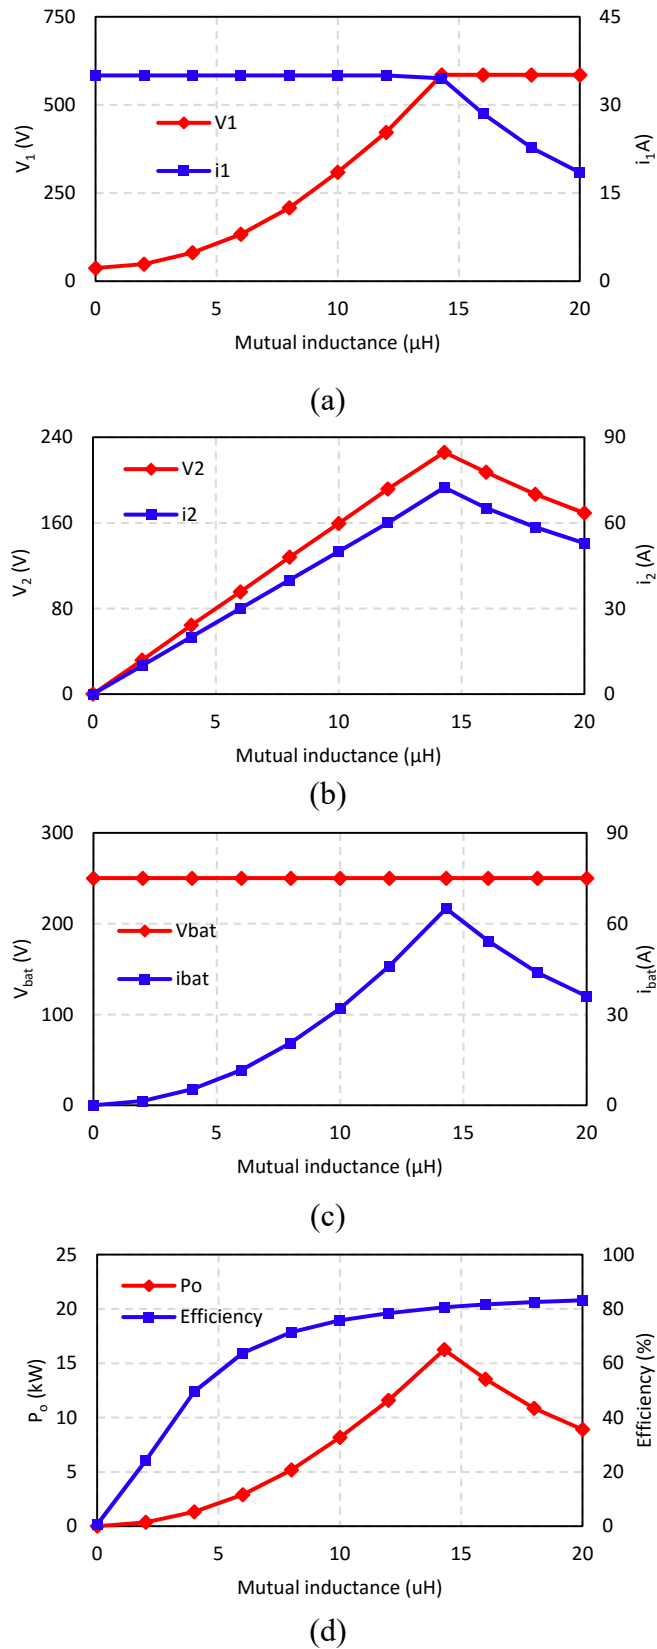 750
500
250
0
V₁ (V)
V1
i1
45
30
15
0
i₁A)
0 5 10 15 20
Mutual inductance (µH)
(a)
240
160
80
0
V₂ (V)
V2
i2
90
60
30
0
i₂ (A)
0 5 10 15 20
Mutual inductance (µH)
(b)
300
200
100
0
V_bat (V)
Vbat
ibat
90
60
30
0
i_bat(A)
0 5 10 15 20
Mutual inductance (µH)
(c)
25
20
15
10
5
0
P₀ (kW)
Po
Efficiency
100
80
60
40
20
0
Efficiency (%)
0 5 10 15 20
Mutual inductance (uH)
(d)